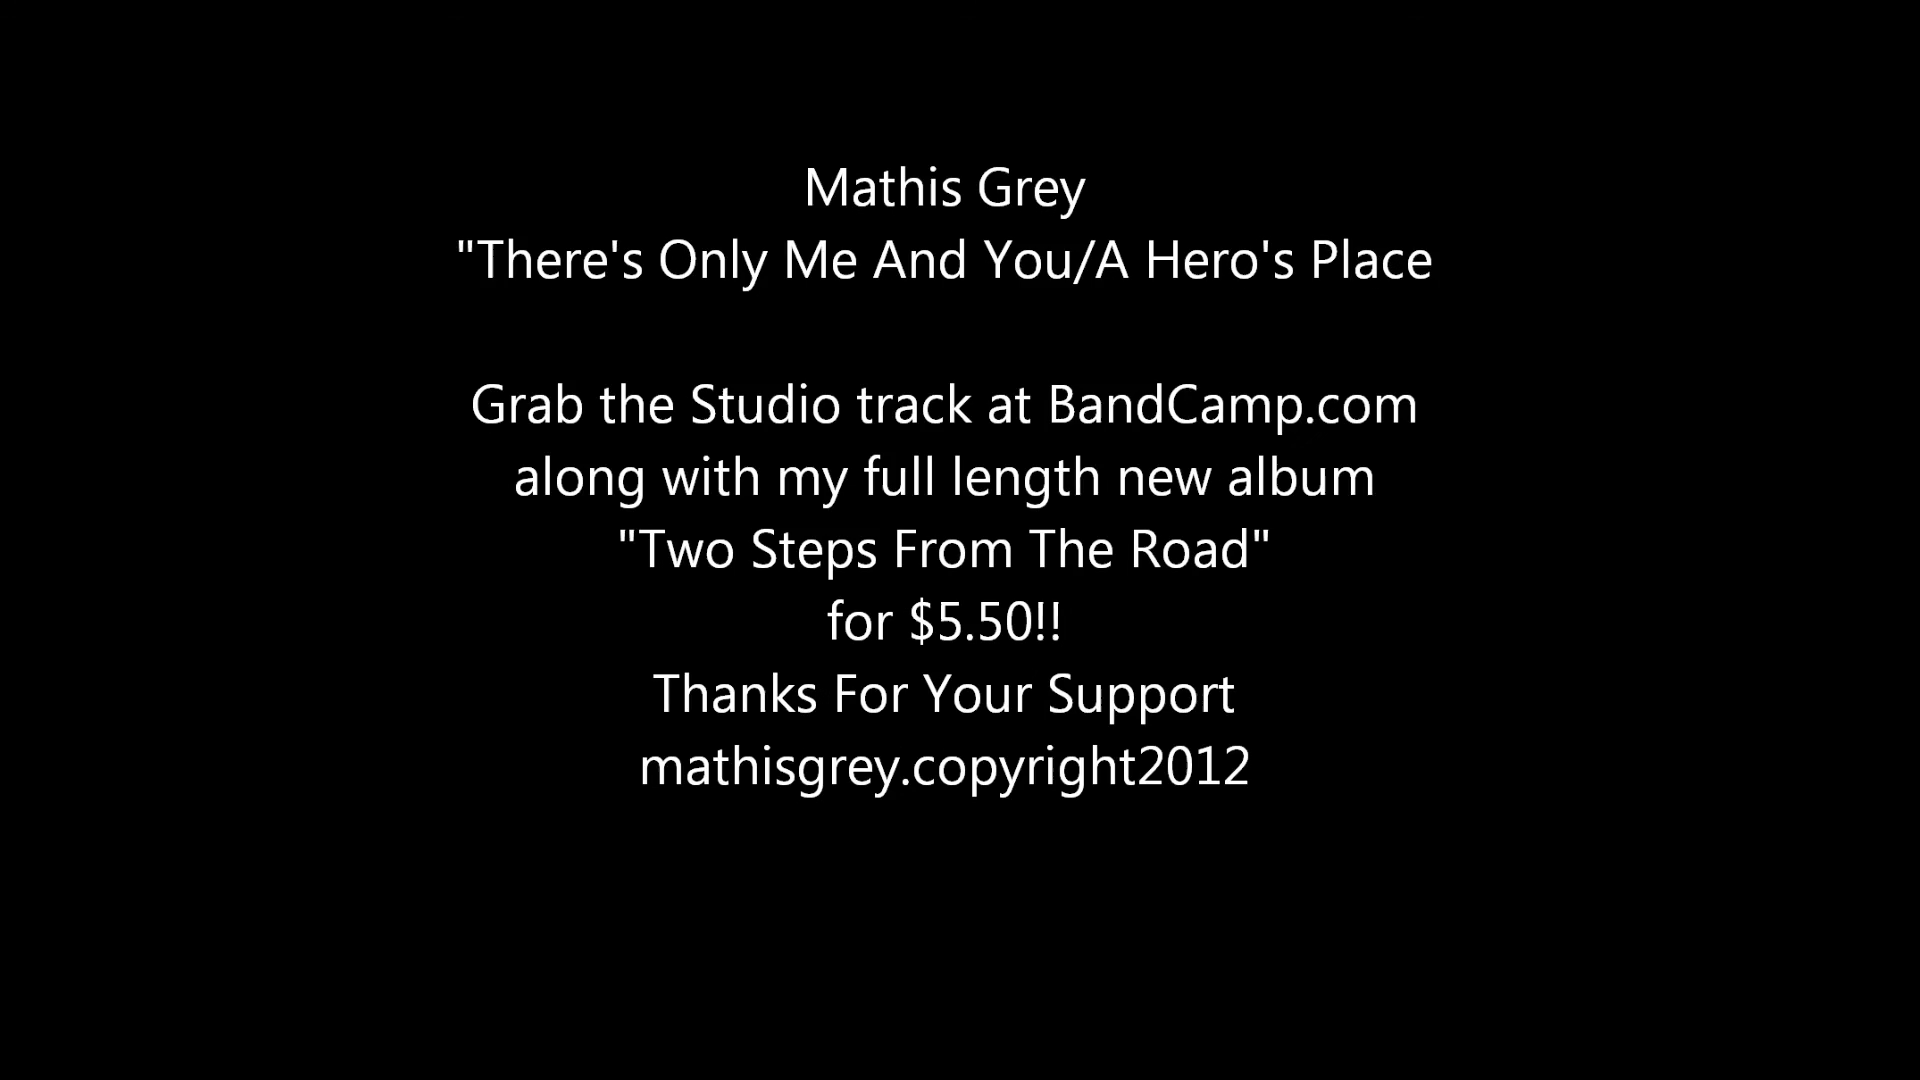 Mathis Grey
"There's Only Me And You/A Hero's Place
Grab the Studio track at BandCamp.com
along with my full length new album
"Two Steps From The Road"
for $5.50!!
Thanks For Your Support
mathisgrey.copyright2012